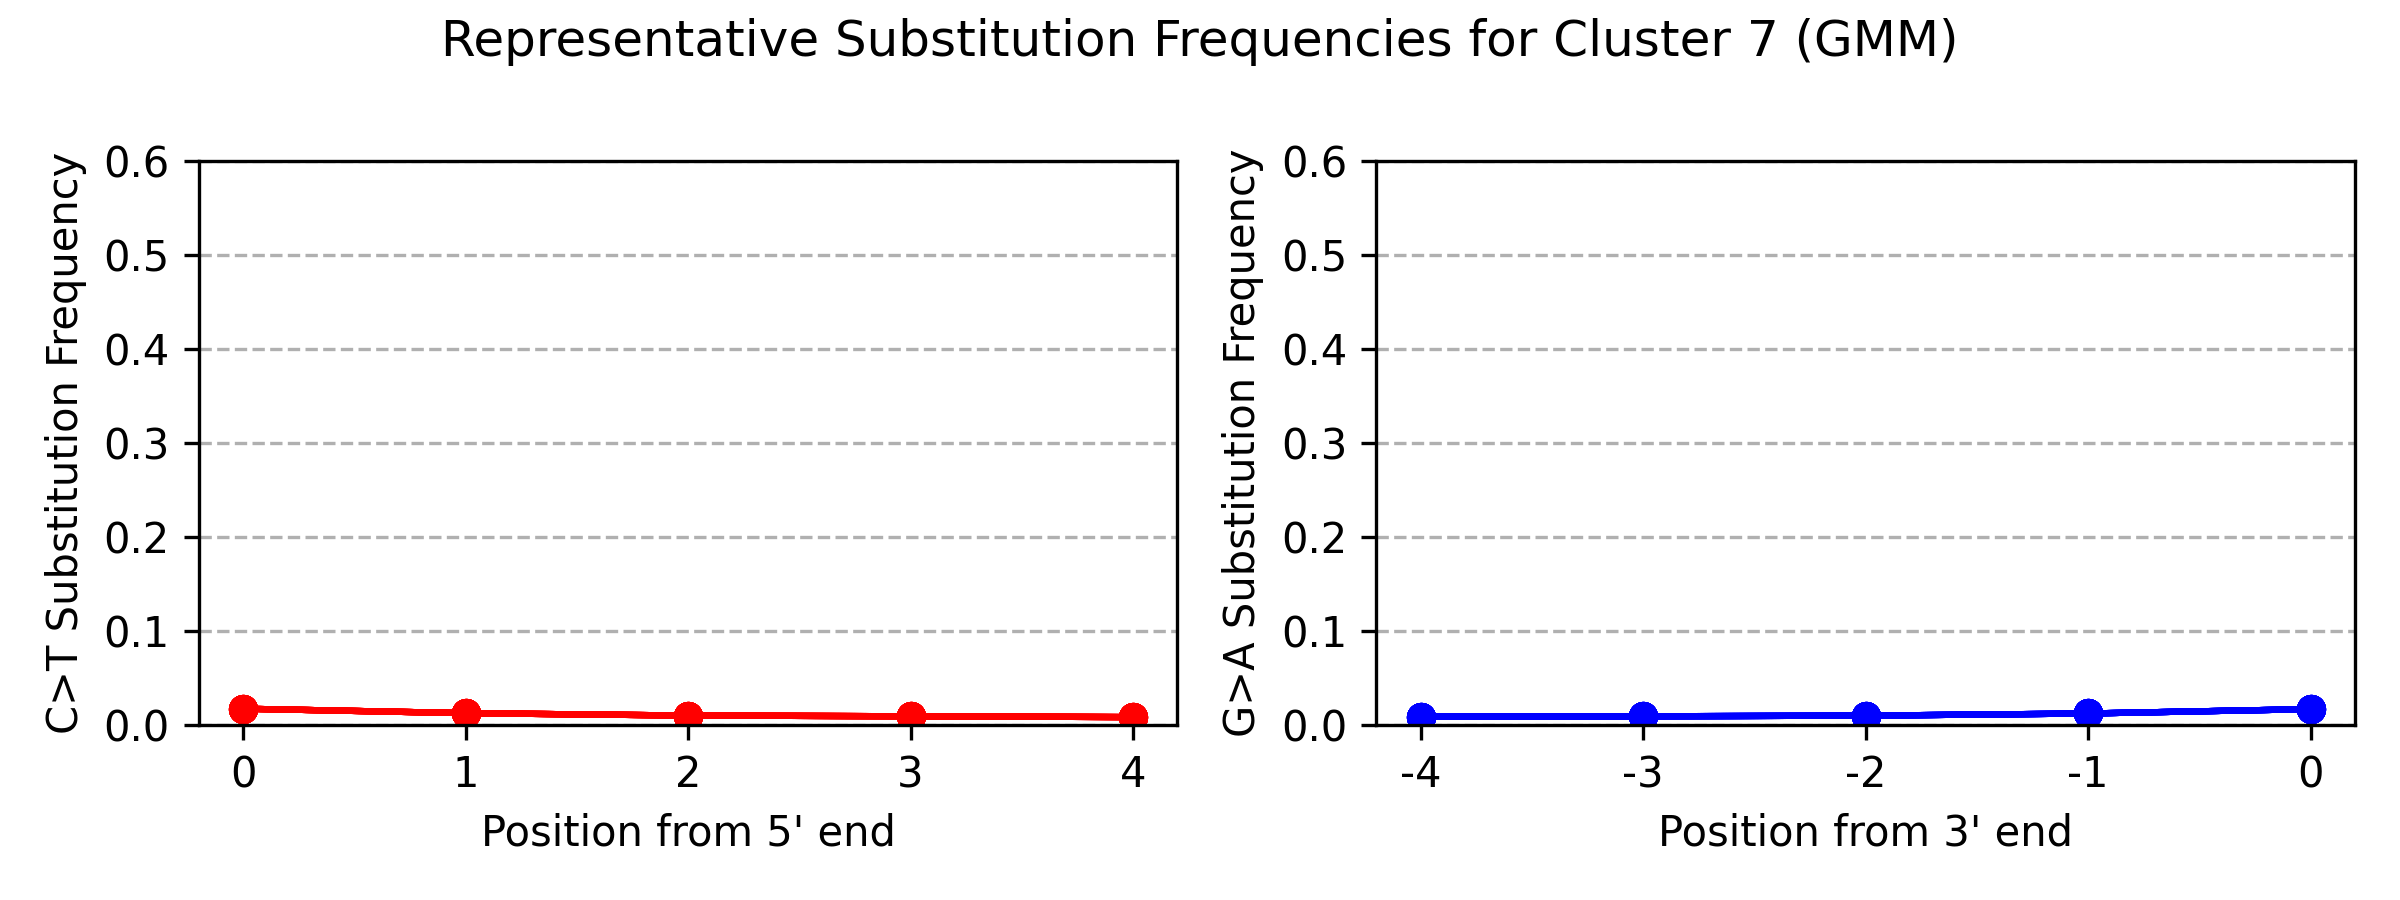 Representative Substitution Frequencies for Cluster 7 (GMM)
C>T Substitution Frequency
0.6
0.5
0.4
0.3
0.2
0.1
0.0
0 1 2 3 4
Position from 5' end
G>A Substitution Frequency
0.6
0.5
0.4
0.3
0.2
0.1
0.0
-4 -3 -2 -1 0
Position from 3' end